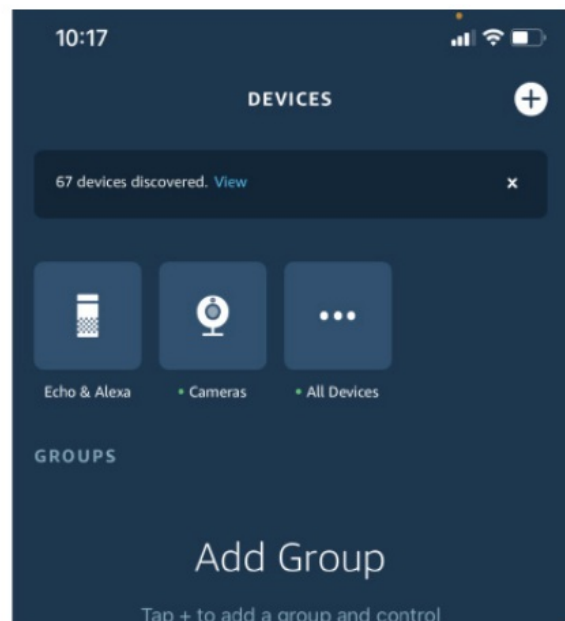 10:17
DEVICES
67 devices discovered. View
Echo & Alexa
Cameras
All Devices
GROUPS
Add Group
Tap + to add a group and control